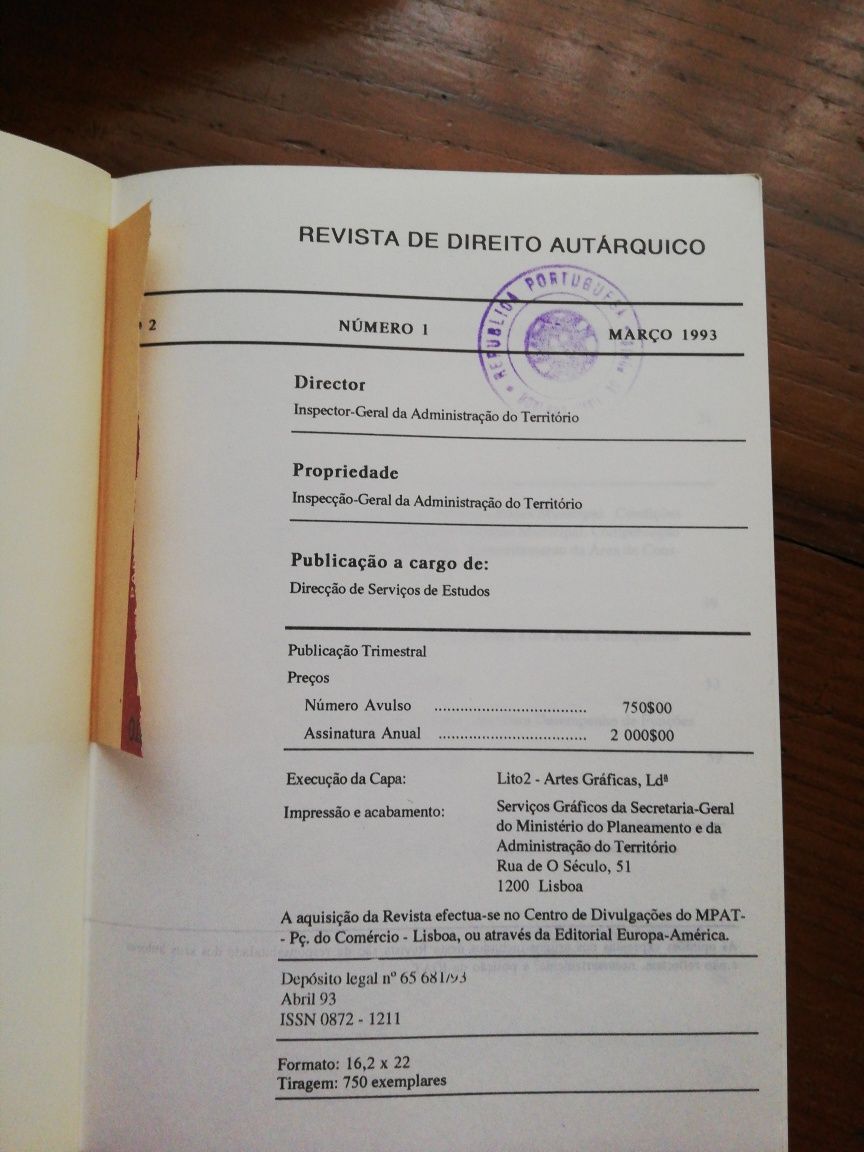 REVISTA DE DIREITO AUTÁRQUICO
REPUBLICA PORTUGUESA
2
NÚMERO 1
MARÇO 1993
Director
Inspector-Geral da Administração do Território
Propriedade
Inspecção-Geral da Administração do Território
Publicação a cargo de:
Direcção de Serviços de Estudos
Publicação Trimestral
Preços
Número Avulso .................................. 750$00
Assinatura Anual ................................. 2 000$00
Execução da Capa: Lito2 - Artes Gráficas, Ldª
Impressão e acabamento: Serviços Gráficos da Secretaria-Geral
do Ministério do Planeamento e da
Administração do Território
Rua de O Século, 51
1200 Lisboa
A aquisição da Revista efectua-se no Centro de Divulgações do MPAT-
- Pç. do Comércio - Lisboa, ou através da Editorial Europa-América.
Depósito legal nº 65 681/93
Abril 93
ISSN 0872 - 1211
Formato: 16,2 x 22
Tiragem: 750 exemplares